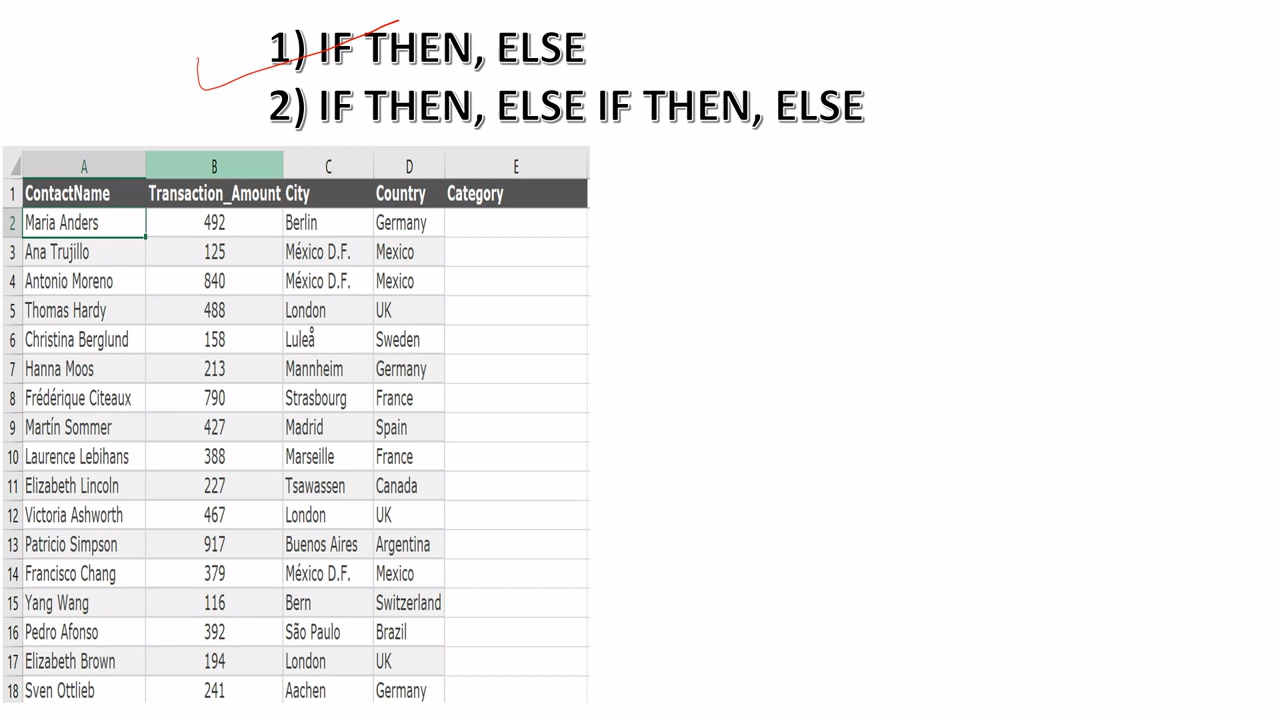 1) IF THEN, ELSE
2) IF THEN, ELSE IF THEN, ELSE
A B C D E
1 ContactName Transaction_Amount City Country Category
2 Maria Anders 492 Berlin Germany
3 Ana Trujillo 125 México D.F. Mexico
4 Antonio Moreno 840 México D.F. Mexico
5 Thomas Hardy 488 London UK
6 Christina Berglund 158 Luleå Sweden
7 Hanna Moos 213 Mannheim Germany
8 Frédérique Citeaux 790 Strasbourg France
9 Martín Sommer 427 Madrid Spain
10 Laurence Lebihans 388 Marseille France
11 Elizabeth Lincoln 227 Tsawassen Canada
12 Victoria Ashworth 467 London UK
13 Patricio Simpson 917 Buenos Aires Argentina
14 Francisco Chang 379 México D.F. Mexico
15 Yang Wang 116 Bern Switzerland
16 Pedro Afonso 392 São Paulo Brazil
17 Elizabeth Brown 194 London UK
18 Sven Ottlieb 241 Aachen Germany